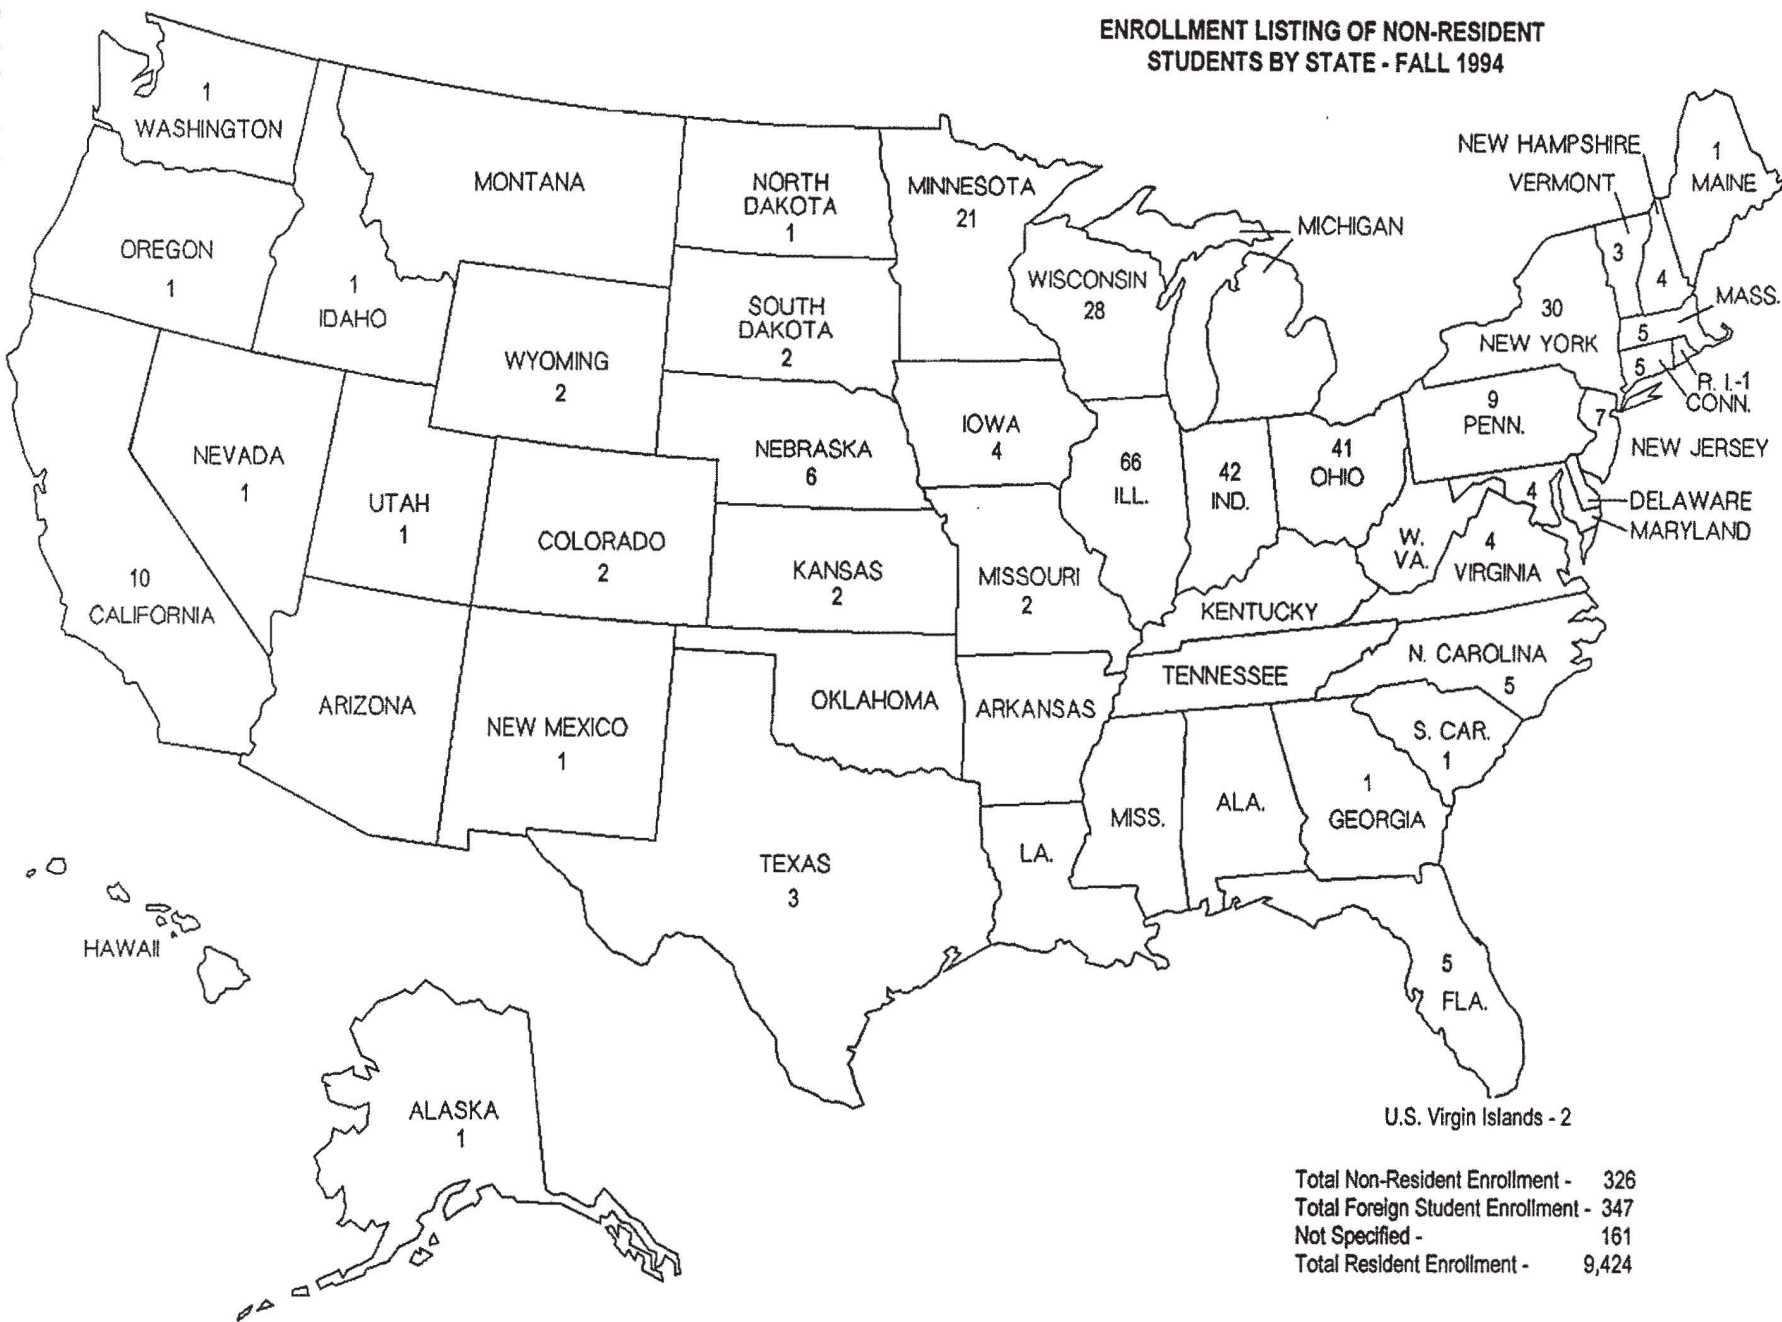 ENROLLMENT LISTING OF NON-RESIDENT
STUDENTS BY STATE - FALL 1994
1
WASHINGTON
OREGON
1
1
IDAHO
MONTANA
NORTH
DAKOTA
1
MINNESOTA
21
SOUTH
DAKOTA
2
WYOMING
2
WISCONSIN
28
MICHIGAN
NEW HAMPSHIRE
4
VERMONT
3
1
MAINE
MASS.
5
30
NEW YORK
R. I.-1
CONN.
5
9
PENN.
7
NEW JERSEY
DELAWARE
MARYLAND
4
NEVADA
1
UTAH
1
COLORADO
2
NEBRASKA
6
IOWA
4
66
ILL.
42
IND.
41
OHIO
W.
VA.
4
VIRGINIA
10
CALIFORNIA
KANSAS
2
MISSOURI
2
KENTUCKY
ARIZONA
NEW MEXICO
1
OKLAHOMA
ARKANSAS
TENNESSEE
N. CAROLINA
5
S. CAR.
1
TEXAS
3
LA.
MISS.
ALA.
1
GEORGIA
5
FLA.
HAWAII
ALASKA
1
U.S. Virgin Islands - 2
Total Non-Resident Enrollment - 326
Total Foreign Student Enrollment - 347
Not Specified - 161
Total Resident Enrollment - 9,424